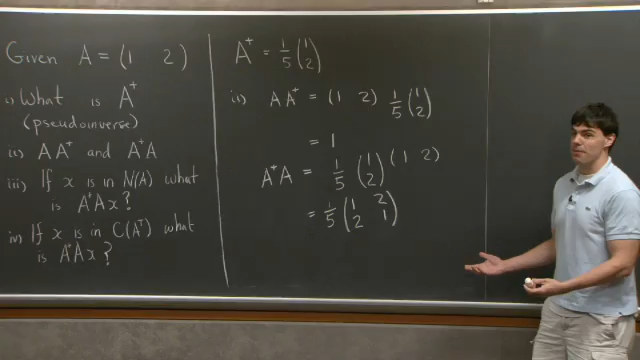 Given A = (1 2)
i) What is A⁺
(pseudoinverse)
ii) AA⁺ and A⁺A
iii) If x is in N(A) what
is A⁺Ax?
iv) If x is in C(Aᵀ) what
is A⁺Ax?
A⁺ = 1/5 (1 2)
ii) AA⁺ = (1 2) 1/5 (1 2)
= 1
A⁺A = 1/5 (1 2) (1 2)
= 1/5 (1 2
2 1)